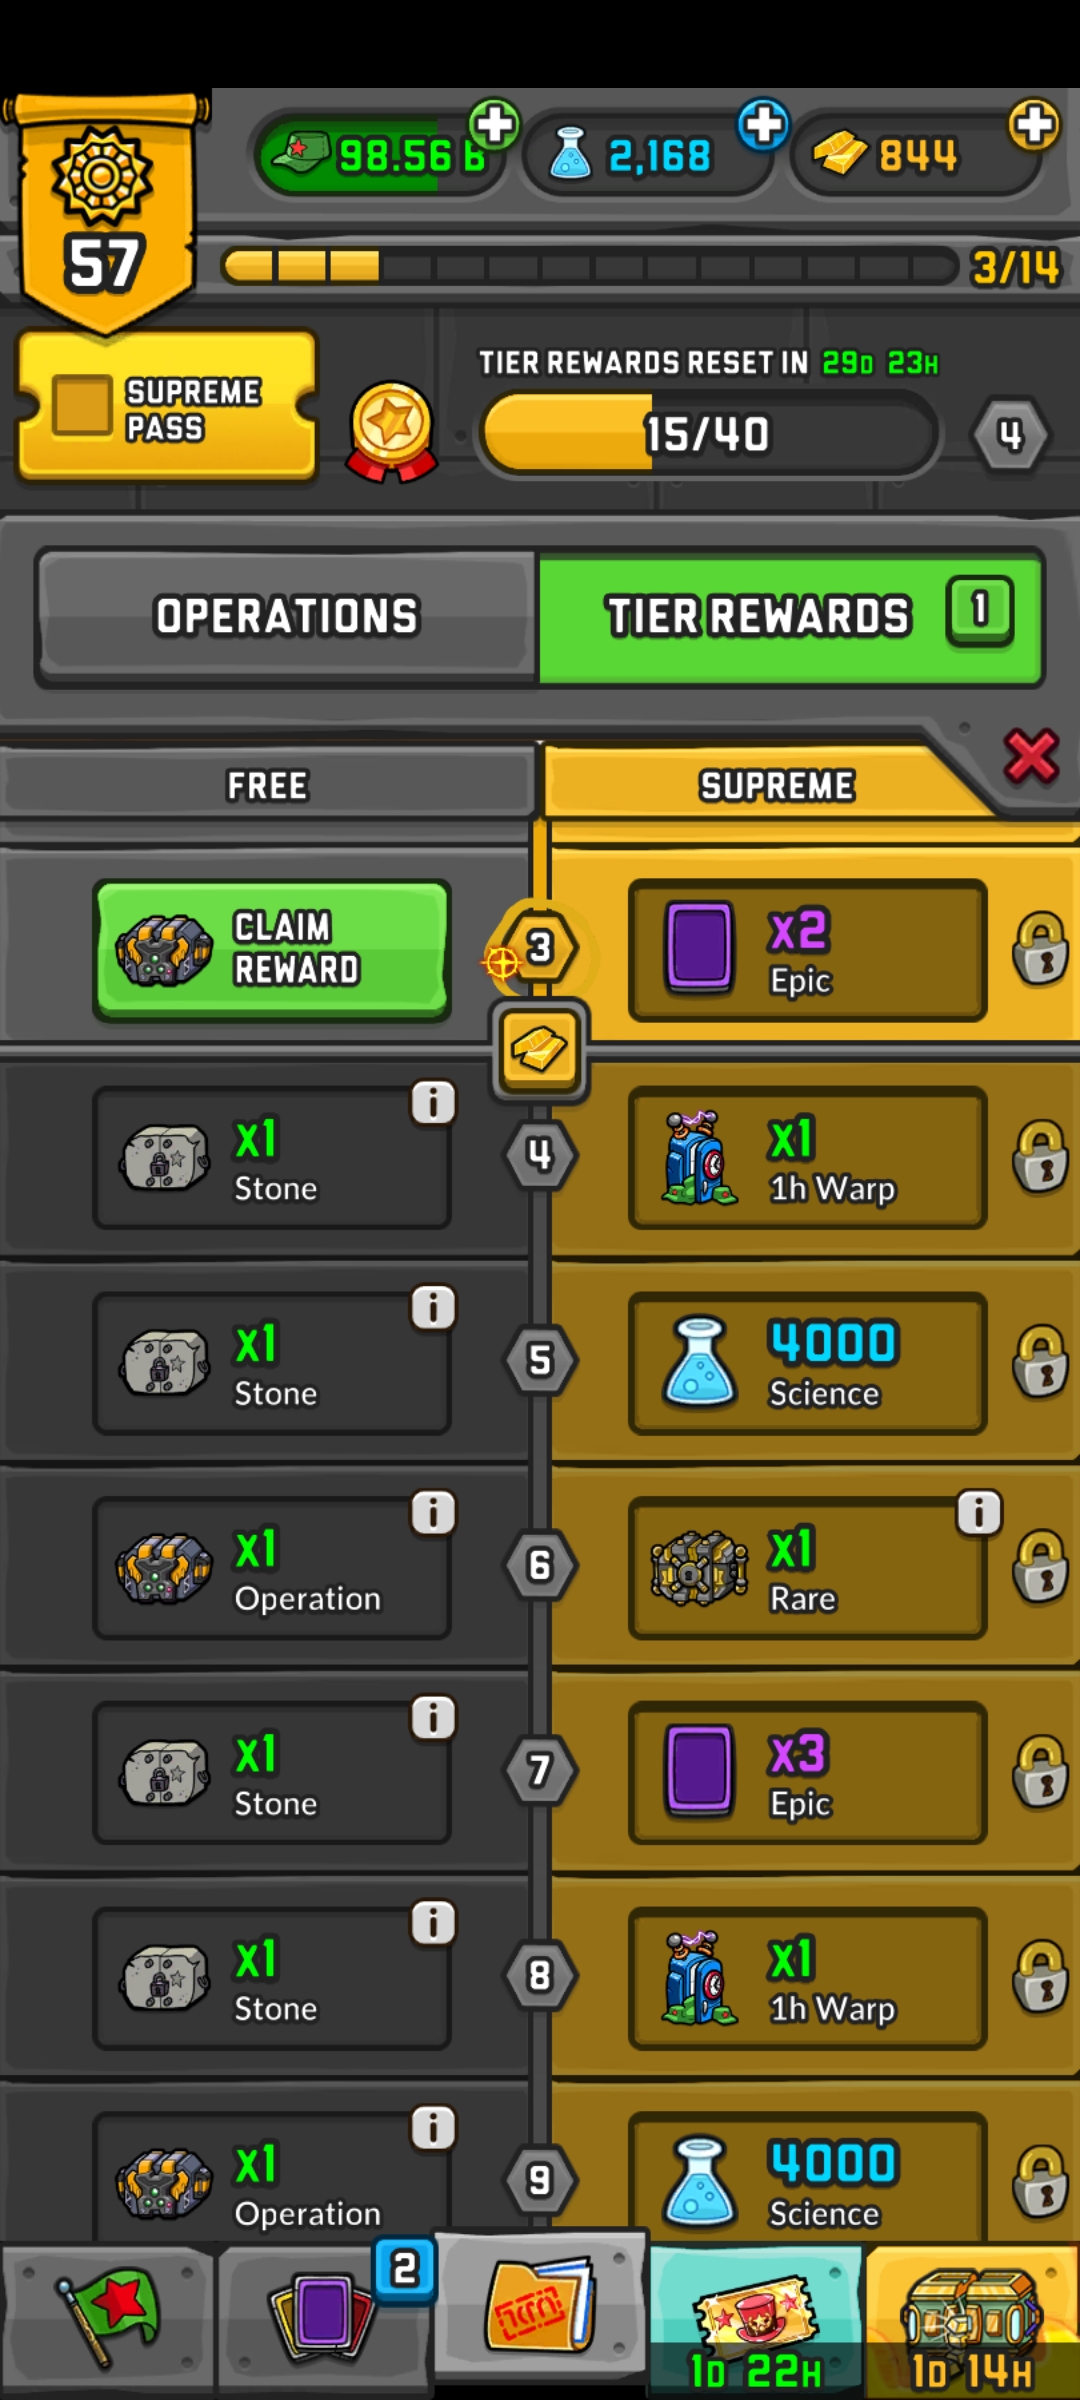 57
98.56 B
2,168
844
3/14
SUPREME
PASS
TIER REWARDS RESET IN 29D 23H
15/40
4
OPERATIONS
TIER REWARDS
1
FREE
SUPREME
CLAIM
REWARD
3
x2
Epic
x1
Stone
4
x1
1h Warp
x1
Stone
5
4000
Science
x1
Operation
6
x1
Rare
x1
Stone
7
x3
Epic
x1
Stone
8
x1
1h Warp
x1
Operation
9
4000
Science
2
1D 22H
1D 14H